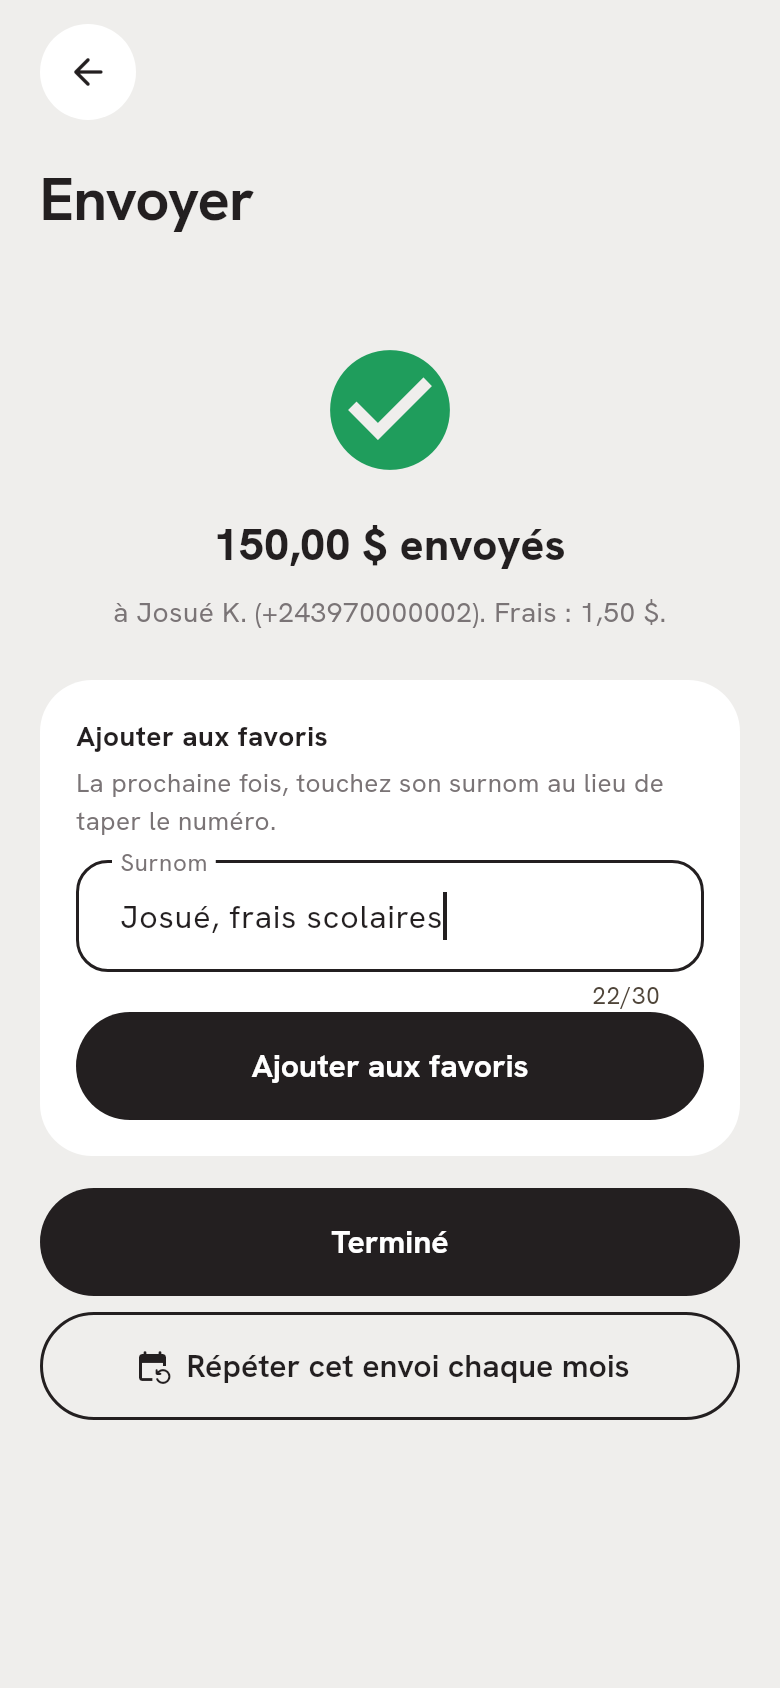 Envoyer
150,00 $ envoyés
à Josué K. (+243970000002). Frais : 1,50 $.
Ajouter aux favoris
La prochaine fois, touchez son surnom au lieu de
taper le numéro.
Surnom
Josué, frais scolaires
22/30
Ajouter aux favoris
Terminé
Répéter cet envoi chaque mois